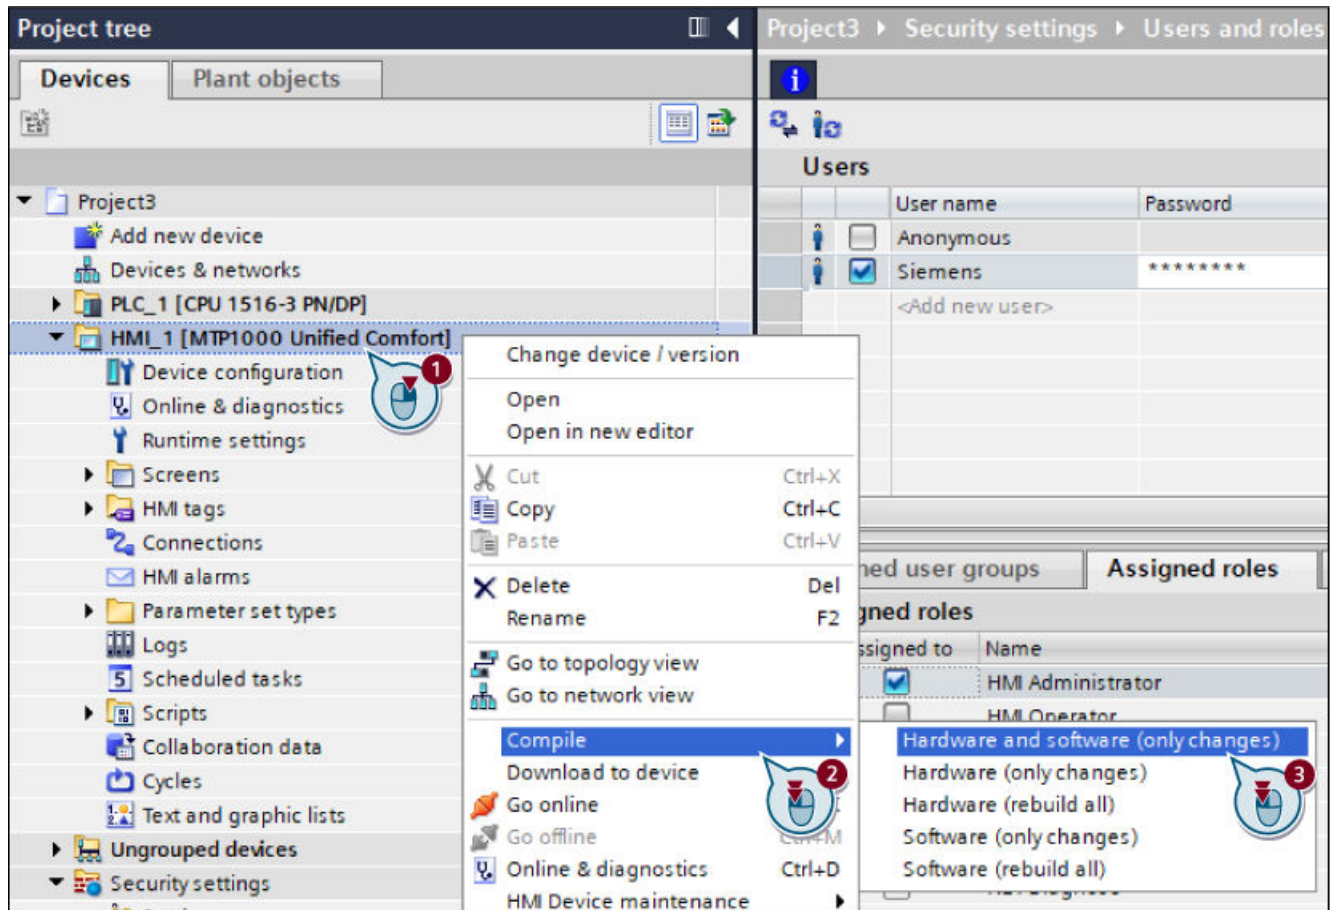 Project tree
Devices
Plant objects
Project3
Add new device
Devices & networks
PLC_1 [CPU 1516-3 PN/DP]
HMI_1 [MTP1000 Unified Comfort]
Device configuration
Online & diagnostics
Runtime settings
Screens
HMI tags
Connections
HMI alarms
Parameter set types
Logs
5 Scheduled tasks
Scripts
Collaboration data
Cycles
Text and graphic lists
Ungrouped devices
Security settings
1
Change device / version
Open
Open in new editor
Cut Ctrl+X
Copy Ctrl+C
Paste Ctrl+V
Delete Del
Rename F2
Go to topology view
Go to network view
Compile
Download to device
2
Go online
Go offline
Online & diagnostics Ctrl+D
HMI Device maintenance
Hardware and software (only changes)
Hardware (only changes)
3
Hardware (rebuild all)
Software (only changes)
Software (rebuild all)
Project3 Security settings Users and roles
i
Users
User name Password
Anonymous
Siemens ********
<Add new user>
ned user groups
Assigned roles
gned roles
ssigned to Name
HMI Administrator
HMI Operator